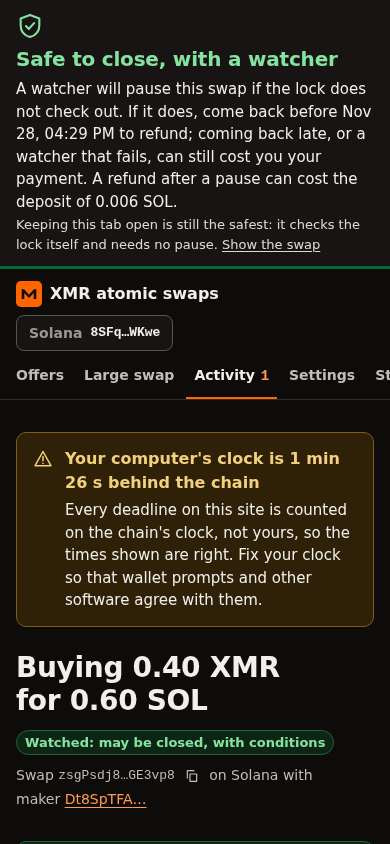 Safe to close, with a watcher
A watcher will pause this swap if the lock does
not check out. If it does, come back before Nov
28, 04:29 PM to refund; coming back late, or a
watcher that fails, can still cost you your
payment. A refund after a pause can cost the
deposit of 0.006 SOL.
Keeping this tab open is still the safest: it checks the
lock itself and needs no pause. Show the swap
XMR atomic swaps
Solana 8SFq…WKwe
Offers Large swap Activity 1 Settings St
Your computer's clock is 1 min
26 s behind the chain
Every deadline on this site is counted
on the chain's clock, not yours, so the
times shown are right. Fix your clock
so that wallet prompts and other
software agree with them.
Buying 0.40 XMR
for 0.60 SOL
Watched: may be closed, with conditions
Swap zsgPsdj8…GE3vp8 on Solana with
maker Dt8SpTFA…